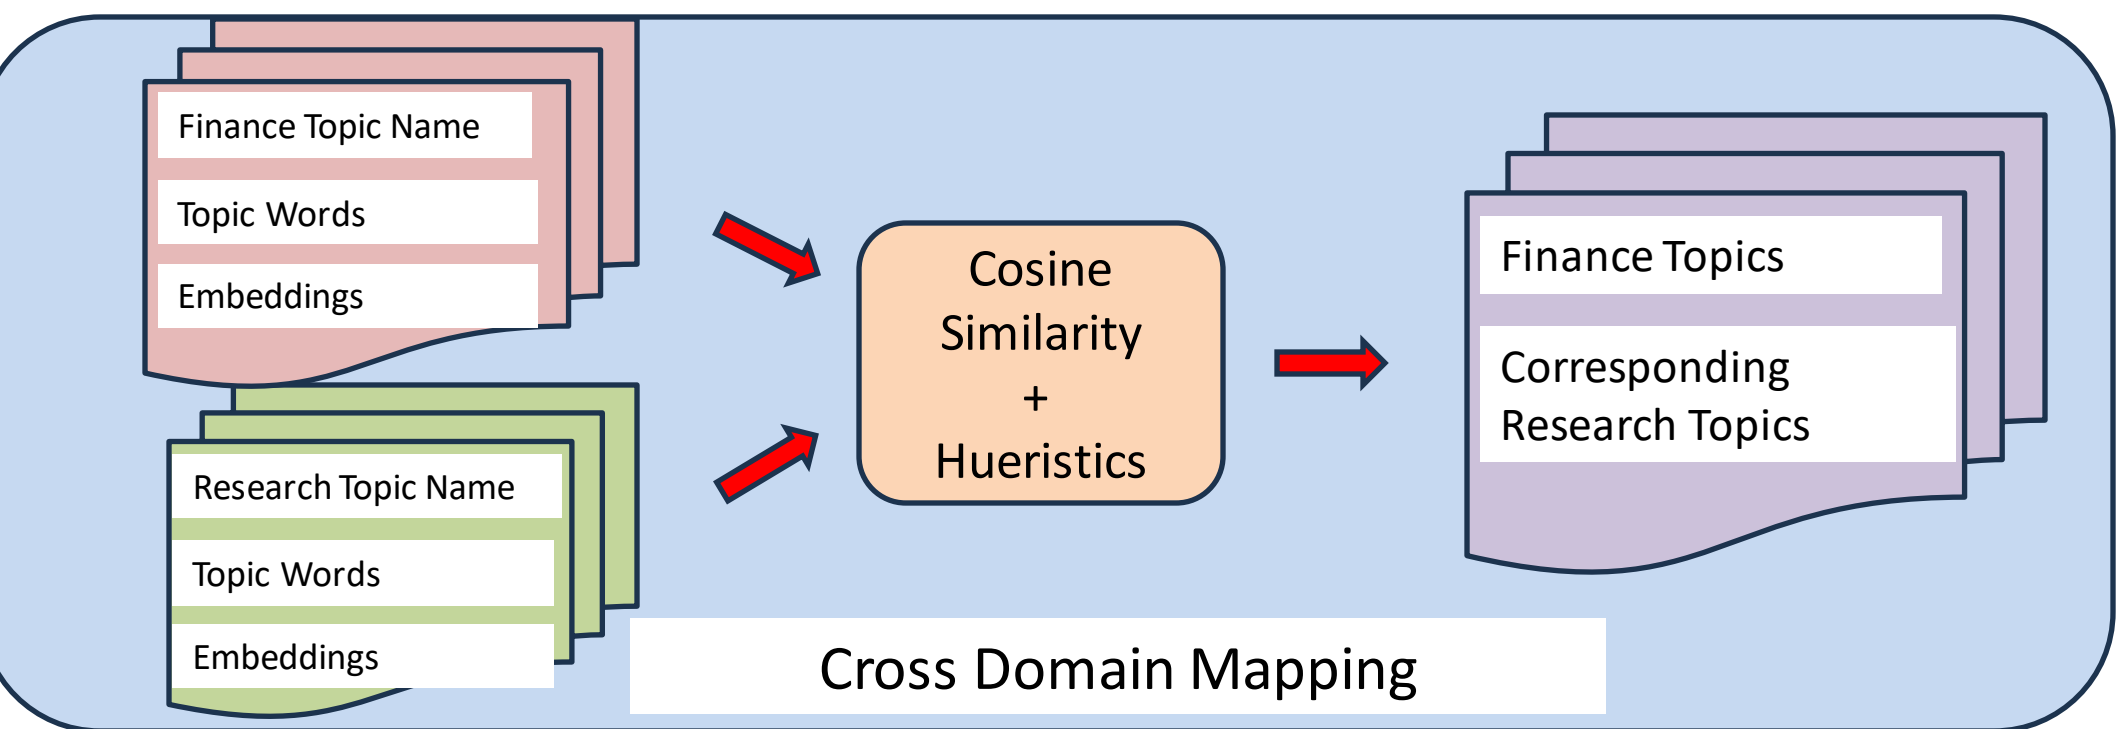 Finance Topic Name
Topic Words
Embeddings
Research Topic Name
Topic Words
Embeddings
Cosine
Similarity
+
Hueristics
Finance Topics
Corresponding
Research Topics
Cross Domain Mapping